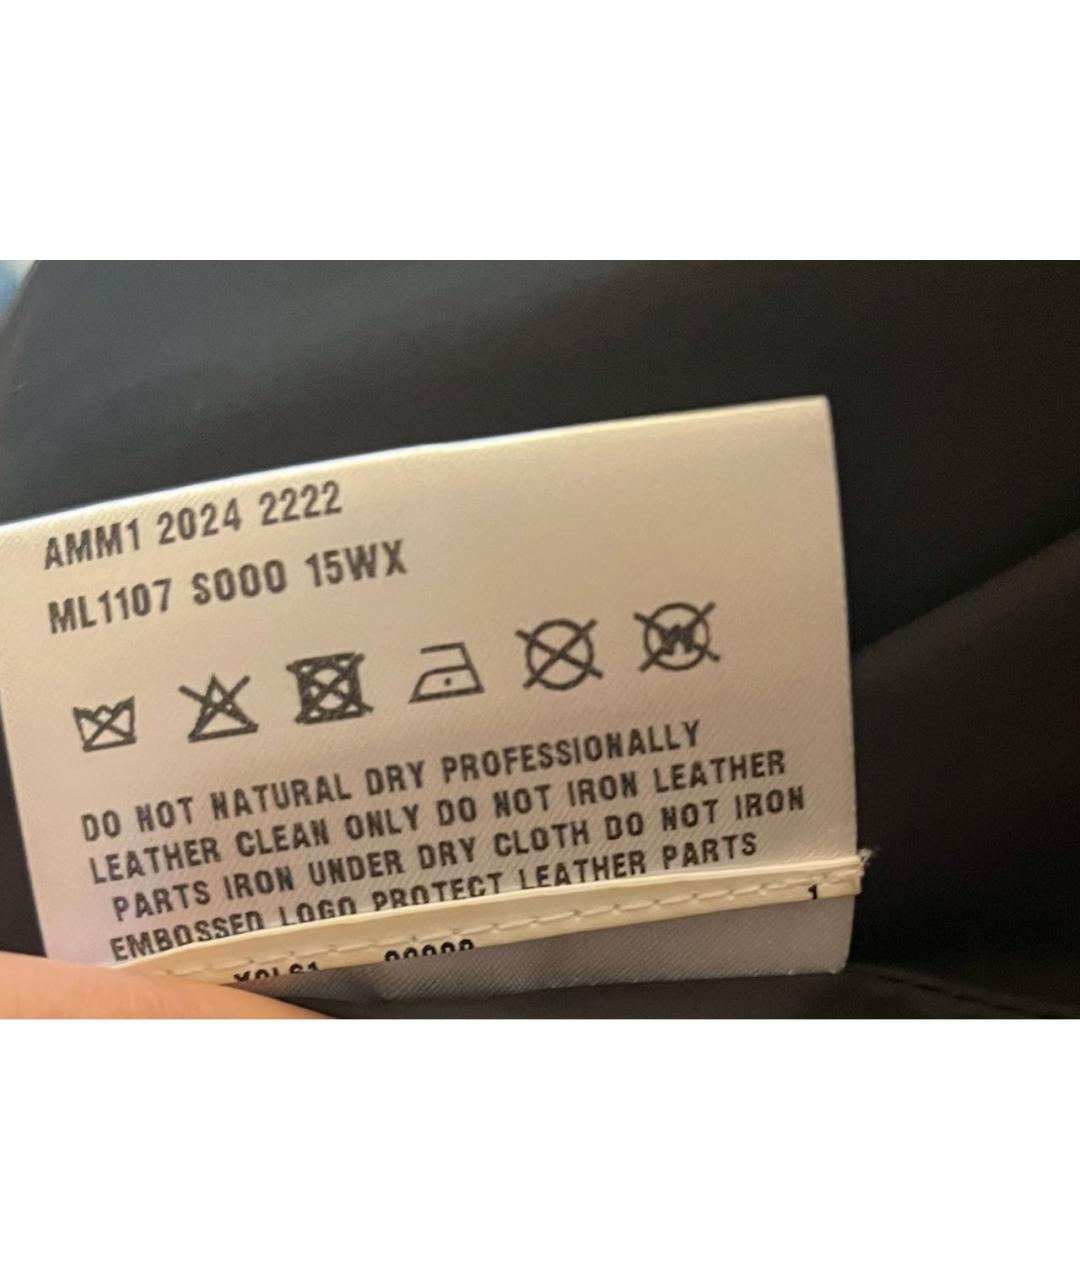 AMM1 2024 2222
ML1107 S000 15WX
DO NOT NATURAL DRY PROFESSIONALLY
LEATHER CLEAN ONLY DO NOT IRON LEATHER
PARTS IRON UNDER DRY CLOTH DO NOT IRON
EMBOSSED LOGO PROTECT LEATHER PARTS
1